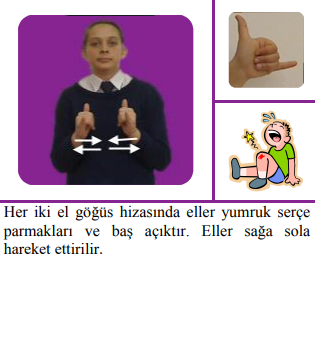 Her iki el göğüs hizasında eller yumruk serçe
parmakları ve baş açıktır. Eller sağa sola
hareket ettirilir.